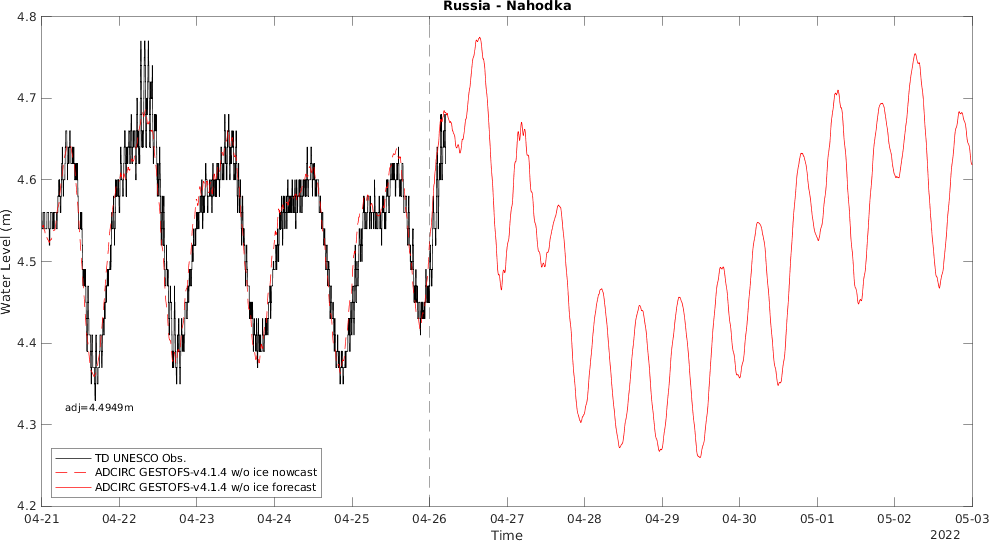 Russia - Nahodka
4.8
4.7
4.6
4.5
4.4
4.3
4.2
Water Level (m)
adj=4.4949m
TD UNESCO Obs.
ADCIRC GESTOFS-v4.1.4 w/o ice nowcast
ADCIRC GESTOFS-v4.1.4 w/o ice forecast
04-21 04-22 04-23 04-24 04-25 04-26 04-27 04-28 04-29 04-30 05-01 05-02 05-03
Time
2022